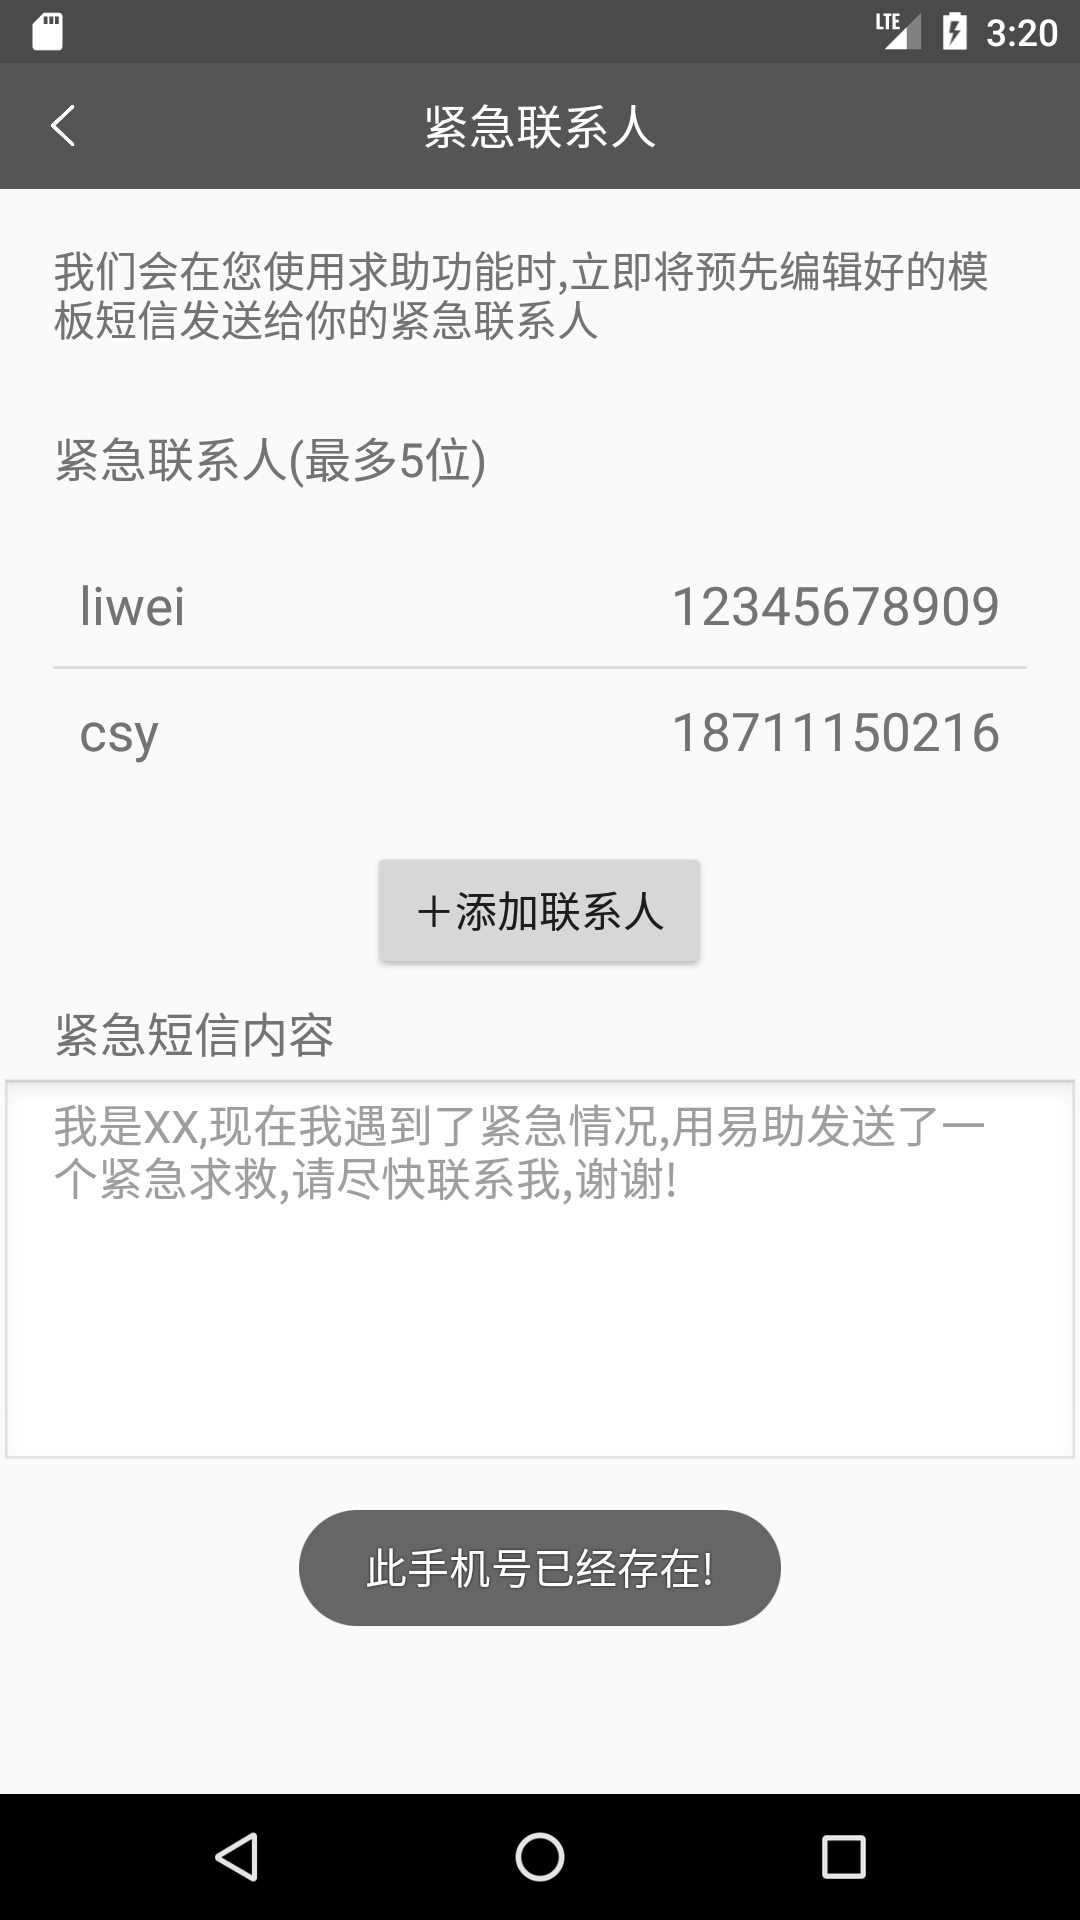 LTE 3:20
紧急联系人
我们会在您使用求助功能时,立即将预先编辑好的模
板短信发送给你的紧急联系人
紧急联系人(最多5位)
liwei 12345678909
csy 18711150216
＋添加联系人
紧急短信内容
我是XX,现在我遇到了紧急情况,用易助发送了一
个紧急求救,请尽快联系我,谢谢!
此手机号已经存在!